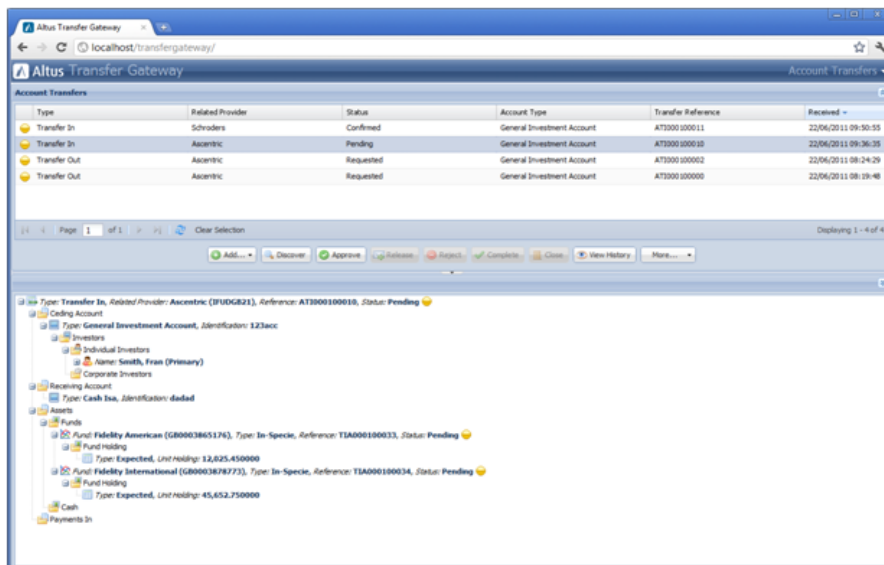 Altus Transfer Gateway
localhost/transfergateway/
Altus Transfer Gateway Account Transfers
Account Transfers
Type Related Provider Status Account Type Transfer Reference Received
Transfer In Schroders Confirmed General Investment Account ATI000100011 22/06/2011 09:50:55
Transfer In Ascentric Pending General Investment Account ATI000100010 22/06/2011 09:36:35
Transfer Out Ascentric Requested General Investment Account ATI000100002 22/06/2011 08:24:29
Transfer Out Ascentric Requested General Investment Account ATI000100000 22/06/2011 08:19:48
Page 1 of 1 Clear Selection Displaying 1 - 4 of 4
Add... Discover Approve Release Reject Complete Close View History More...
Type: Transfer In, Related Provider: Ascentric (IFUDGB21), Reference: ATI000100010, Status: Pending
Ceding Account
Type: General Investment Account, Identification: 123acc
Investors
Individual Investors
Name: Smith, Fran (Primary)
Corporate Investors
Receiving Account
Type: Cash Isa, Identification: dadad
Assets
Funds
Fund: Fidelity American (GB0003865176), Type: In-Specie, Reference: TIA000100033, Status: Pending
Fund Holding
Type: Expected, Unit Holding: 12,025.450000
Fund: Fidelity International (GB0003878773), Type: In-Specie, Reference: TIA000100034, Status: Pending
Fund Holding
Type: Expected, Unit Holding: 45,652.750000
Cash
Payments In